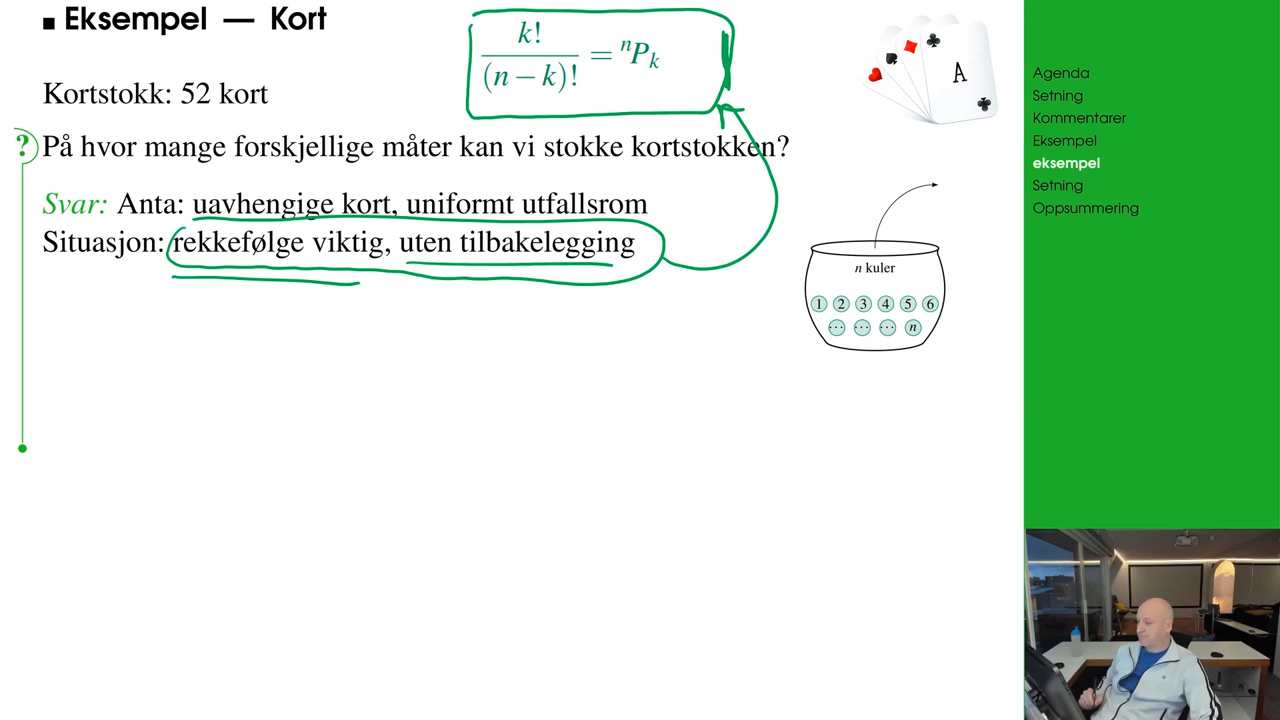 ▪ Eksempel — Kort
k!
(n − k)!
= ⁿPₖ
A
Kortstokk: 52 kort
? På hvor mange forskjellige måter kan vi stokke kortstokken?
Svar: Anta: uavhengige kort, uniformt utfallsrom
Situasjon: rekkefølge viktig, uten tilbakelegging
n kuler
1 2 3 4 5 6
... ... ... n
Agenda
Setning
Kommentarer
Eksempel
eksempel
Setning
Oppsummering